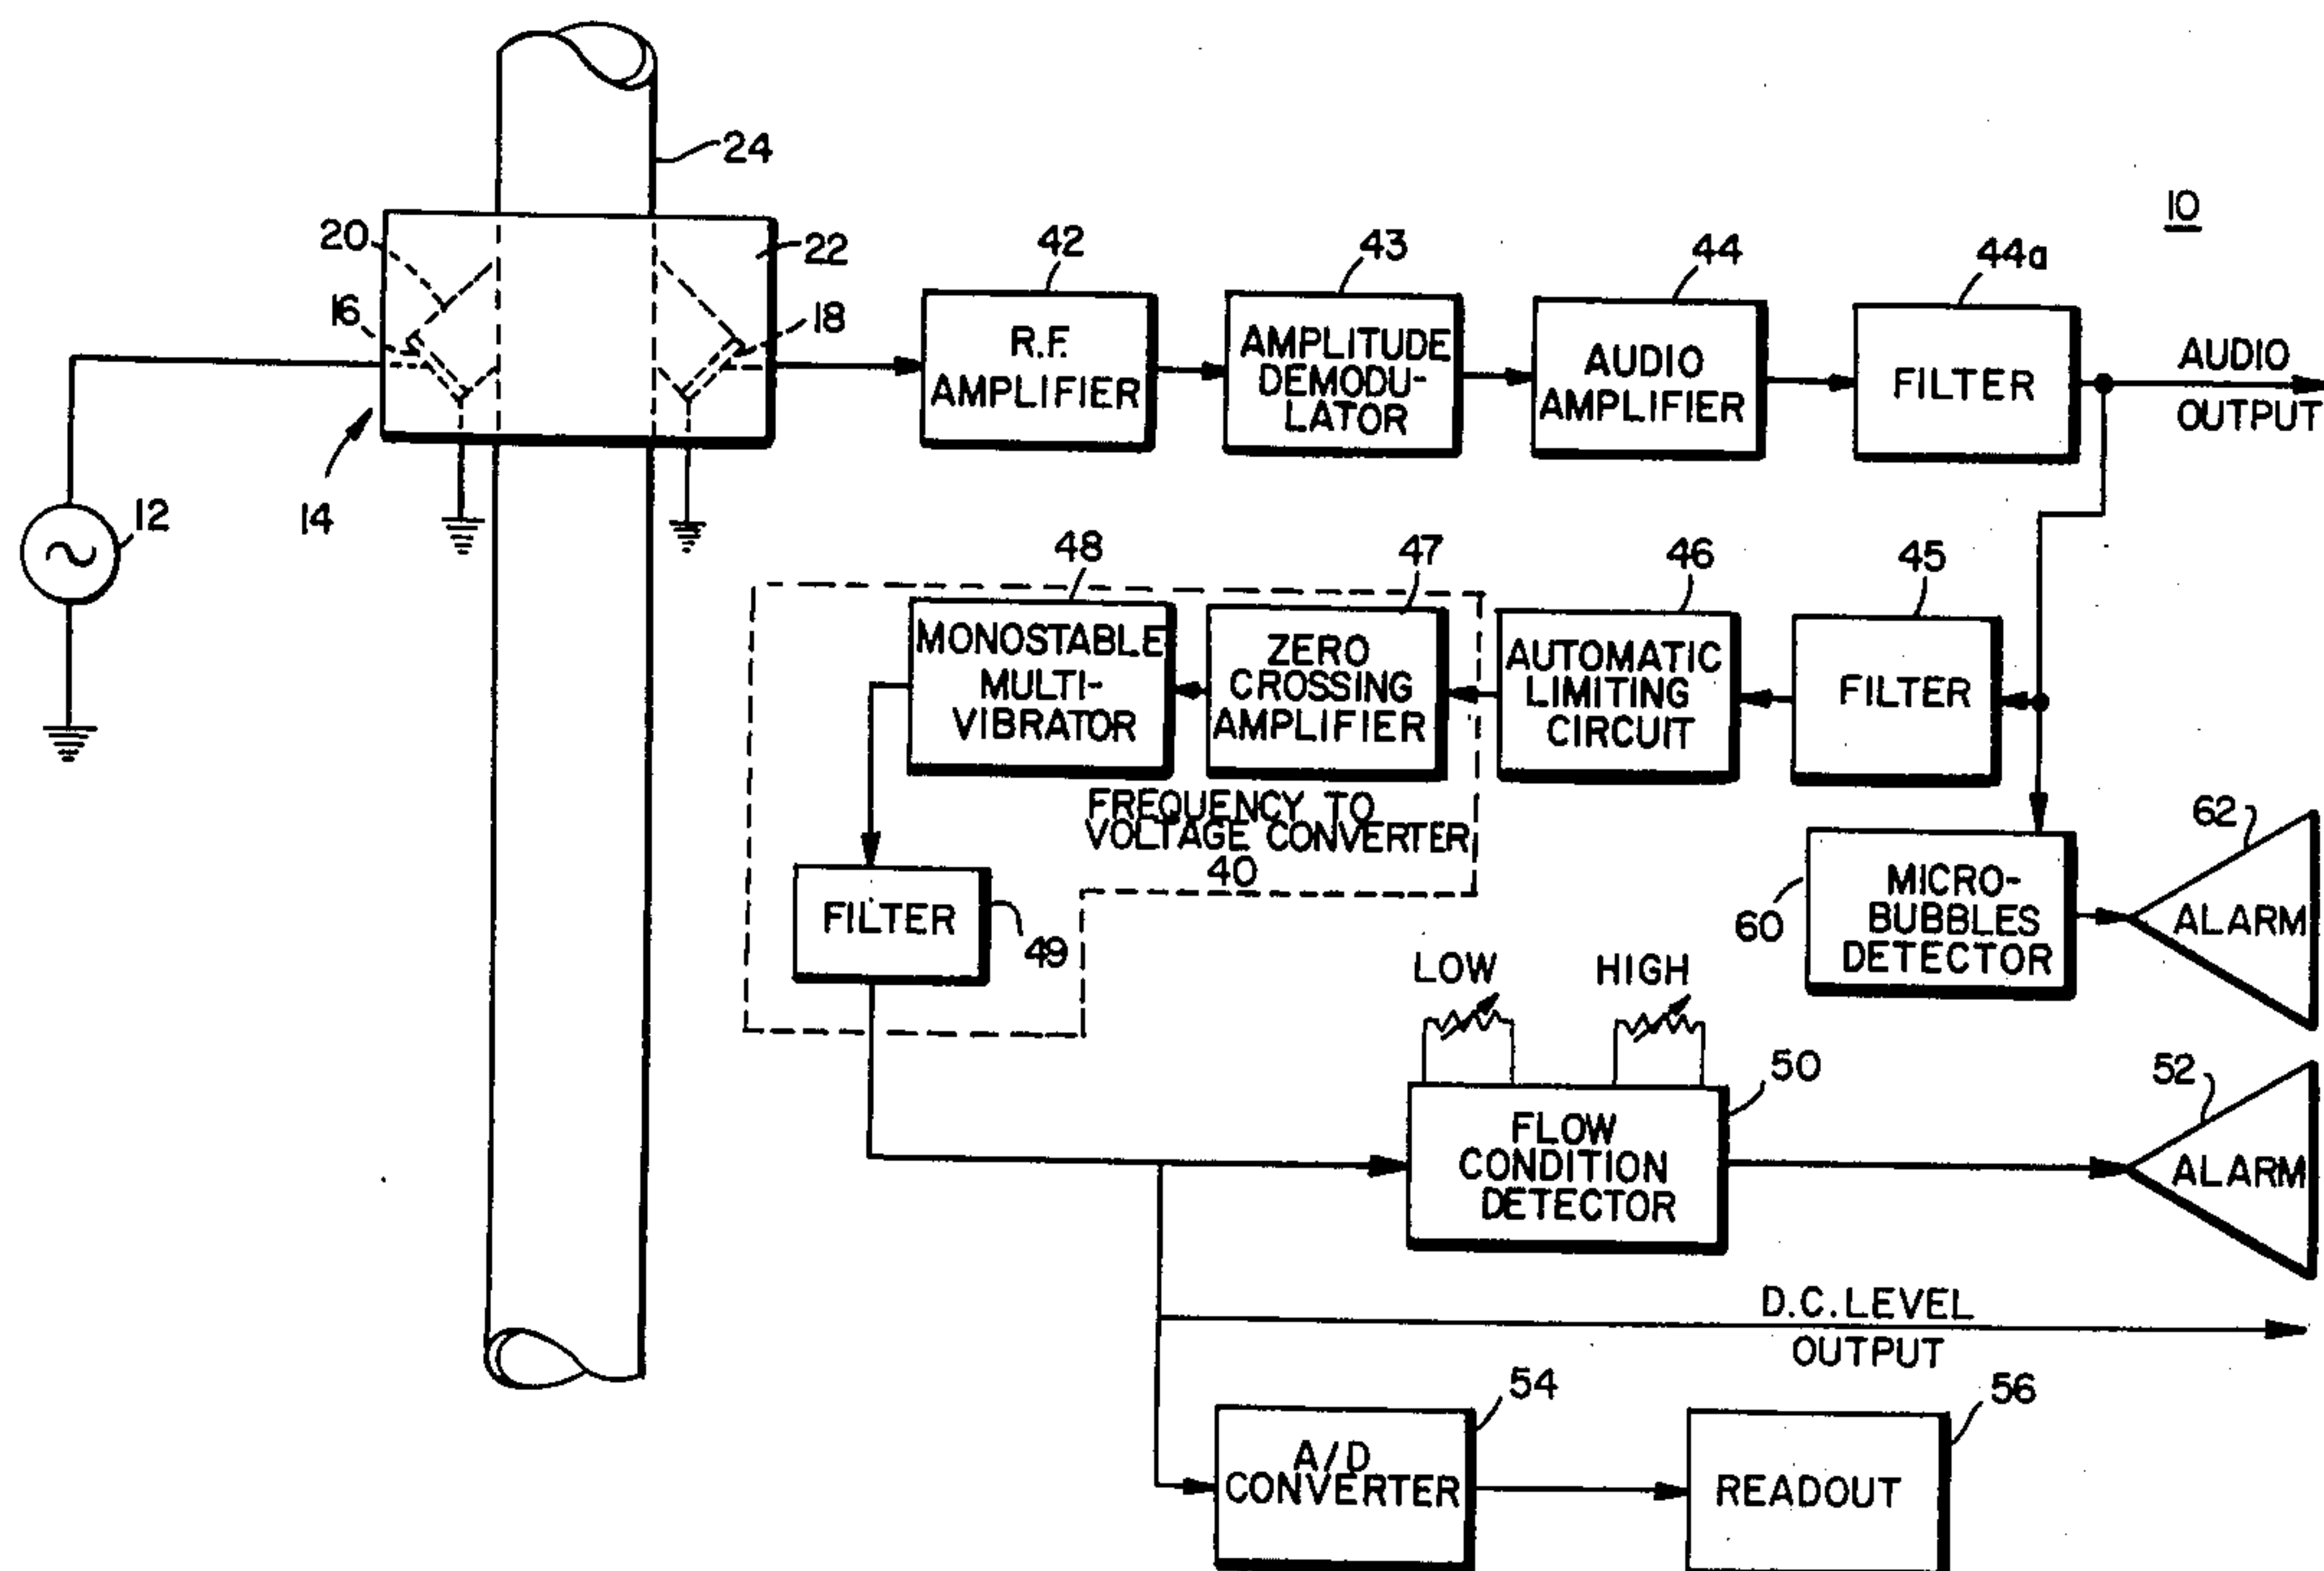 24
10
20
22
16
18
14
12
42
43
44
44a
R.F.
AMPLIFIER
AMPLITUDE
DEMODU-
LATOR
AUDIO
AMPLIFIER
FILTER
AUDIO
OUTPUT
48
47
46
45
MONOSTABLE
MULTI-
VIBRATOR
ZERO
CROSSING
AMPLIFIER
AUTOMATIC
LIMITING
CIRCUIT
FILTER
FREQUENCY TO
VOLTAGE CONVERTER
40
FILTER
49
60
MICRO-
BUBBLES
DETECTOR
62
ALARM
LOW
HIGH
50
FLOW
CONDITION
DETECTOR
52
ALARM
D.C. LEVEL
OUTPUT
54
A/D
CONVERTER
56
READOUT